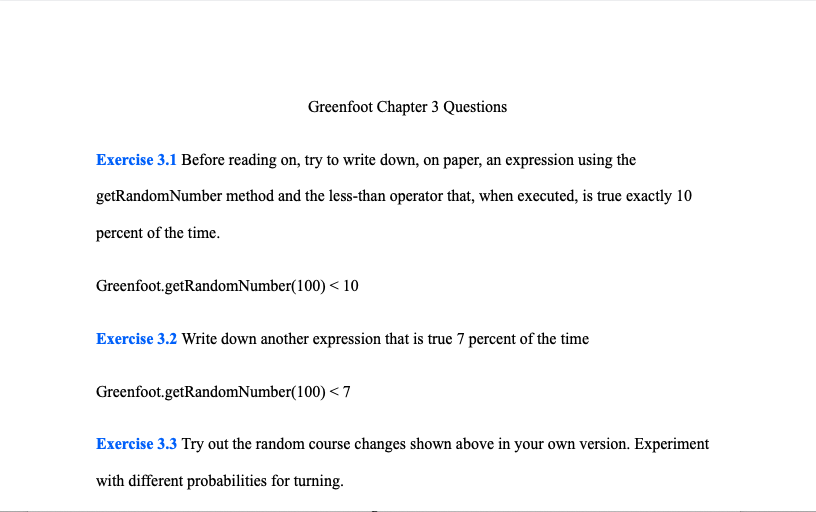 Greenfoot Chapter 3 Questions
Exercise 3.1 Before reading on, try to write down, on paper, an expression using the
getRandomNumber method and the less-than operator that, when executed, is true exactly 10
percent of the time.
Greenfoot.getRandomNumber(100) < 10
Exercise 3.2 Write down another expression that is true 7 percent of the time
Greenfoot.getRandomNumber(100) < 7
Exercise 3.3 Try out the random course changes shown above in your own version. Experiment
with different probabilities for turning.